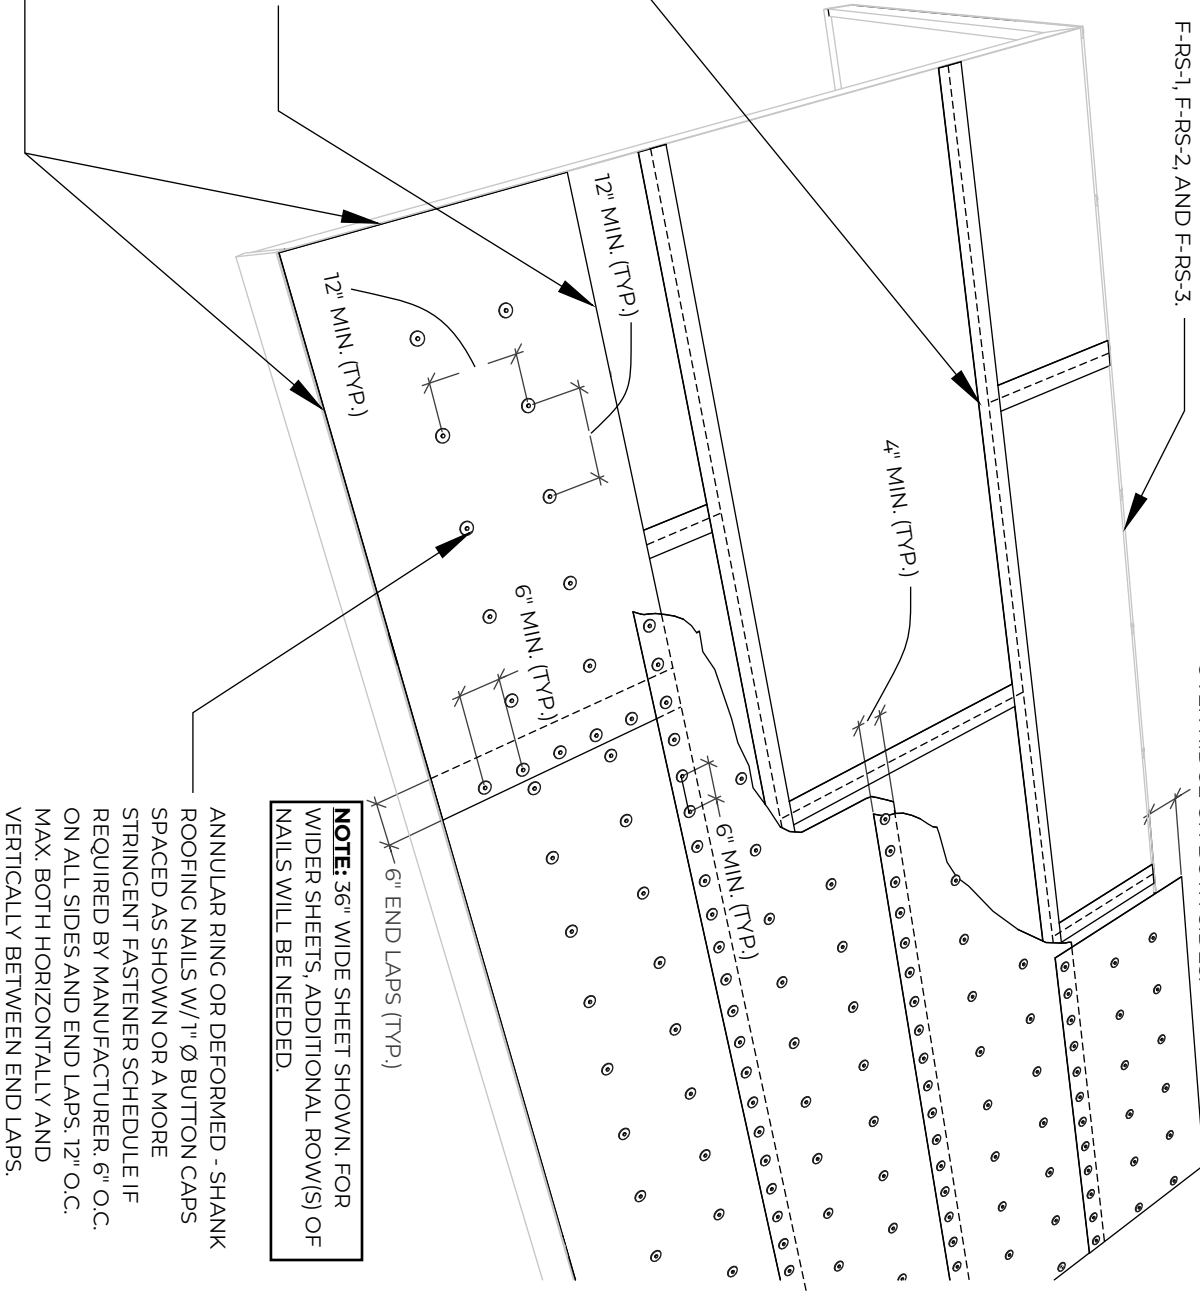 F-RS-1, F-RS-2, AND F-RS-3.
12" MIN. (TYP.)
12" MIN. (TYP.)
4" MIN. (TYP.)
6" MIN. (TYP.)
6" MIN. (TYP.)
6" END LAPS (TYP.)
NOTE: 36" WIDE SHEET SHOWN. FOR
WIDER SHEETS, ADDITIONAL ROW(S) OF
NAILS WILL BE NEEDED.
ANNULAR RING OR DEFORMED - SHANK
ROOFING NAILS W/ 1" Ø BUTTON CAPS
SPACED AS SHOWN OR A MORE
STRINGENT FASTENER SCHEDULE IF
REQUIRED BY MANUFACTURER. 6" O.C.
ON ALL SIDES AND END LAPS. 12" O.C.
MAX. BOTH HORIZONTALLY AND
VERTICALLY BETWEEN END LAPS.